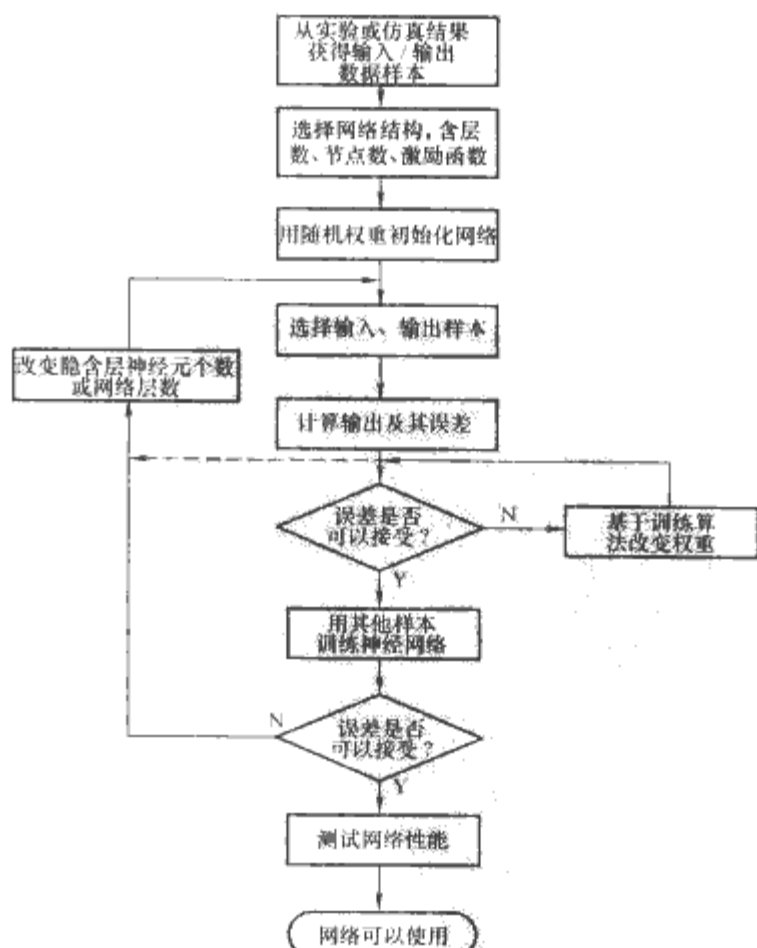 从实验或仿真结果
获得输入/输出
数据样本
选择网络结构，含层
数、节点数、激励函数
用随机权重初始化网络
选择输入、输出样本
改变隐含层神经元个数
或网络层数
计算输出及其误差
误差是否
可以接受？
N
基于训练算
法改变权重
Y
用其他样本
训练神经网络
N
误差是否
可以接受？
Y
测试网络性能
网络可以使用